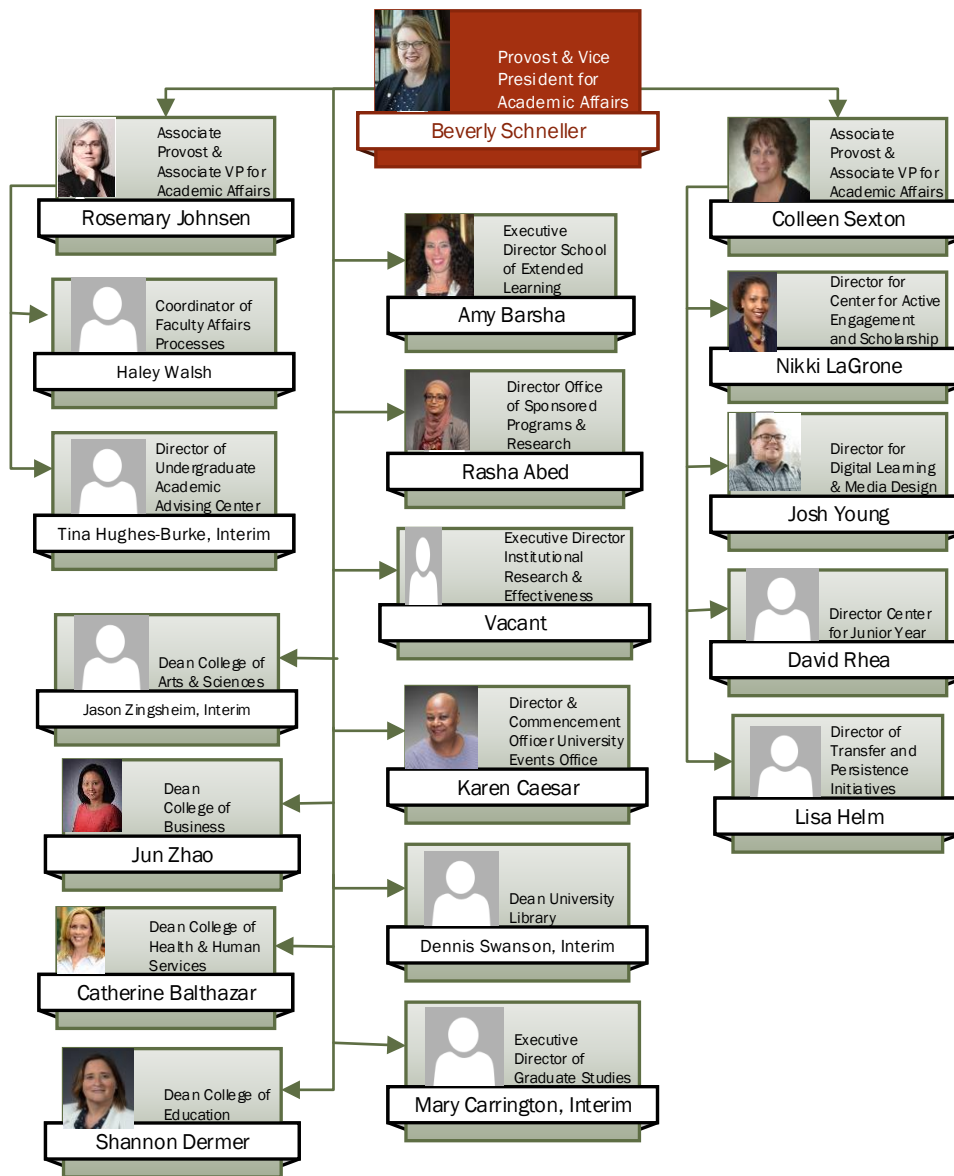 Provost & Vice
President for
Academic Affairs
Beverly Schneller
Associate
Provost &
Associate VP for
Academic Affairs
Rosemary Johnsen
Coordinator of
Faculty Affairs
Processes
Haley Walsh
Director of
Undergraduate
Academic
Advising Center
Tina Hughes-Burke, Interim
Dean College of
Arts & Sciences
Jason Zingsheim, Interim
Dean
College of
Business
Jun Zhao
Dean College of
Health & Human
Services
Catherine Balthazar
Dean College of
Education
Shannon Dermer
Executive
Director School
of Extended
Learning
Amy Barsha
Director Office
of Sponsored
Programs &
Research
Rasha Abed
Executive Director
Institutional
Research &
Effectiveness
Vacant
Director &
Commencement
Officer University
Events Office
Karen Caesar
Dean University
Library
Dennis Swanson, Interim
Executive
Director of
Graduate Studies
Mary Carrington, Interim
Associate
Provost &
Associate VP for
Academic Affairs
Colleen Sexton
Director for
Center for Active
Engagement
and Scholarship
Nikki LaGrone
Director for
Digital Learning
& Media Design
Josh Young
Director Center
for Junior Year
David Rhea
Director of
Transfer and
Persistence
Initiatives
Lisa Helm